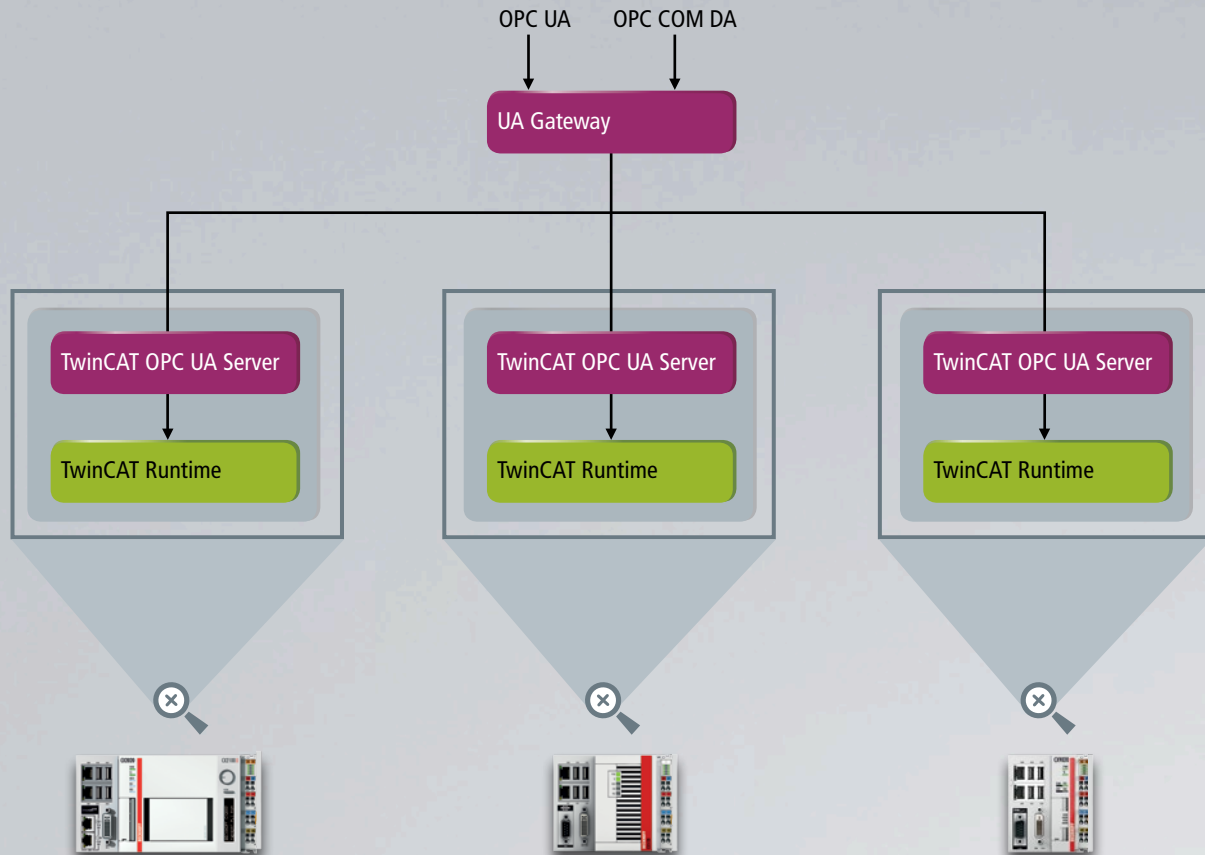 OPC UA OPC COM DA
UA Gateway
TwinCAT OPC UA Server TwinCAT OPC UA Server TwinCAT OPC UA Server
TwinCAT Runtime TwinCAT Runtime TwinCAT Runtime